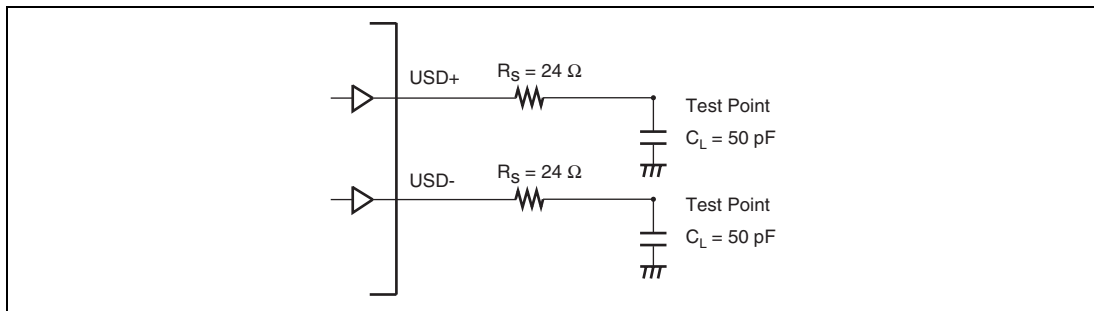 USD+
R_S = 24 Ω
Test Point
C_L = 50 pF
USD-
R_S = 24 Ω
Test Point
C_L = 50 pF